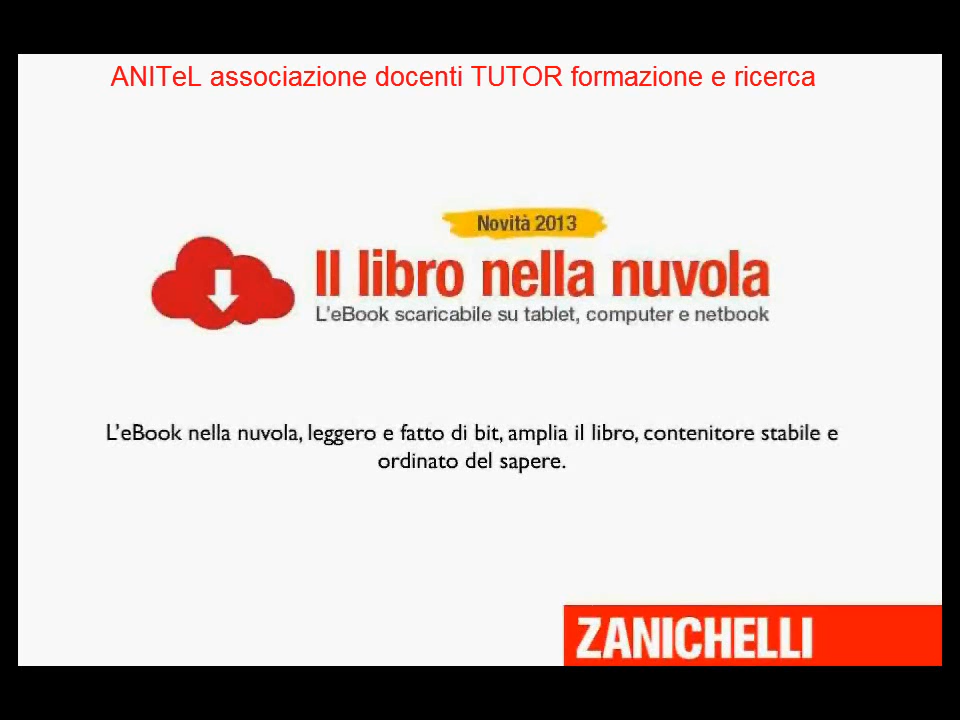 ANITeL associazione docenti TUTOR formazione e ricerca
Novità 2013
Il libro nella nuvola
L'eBook scaricabile su tablet, computer e netbook
L'eBook nella nuvola, leggero e fatto di bit, amplia il libro, contenitore stabile e
ordinato del sapere.
ZANICHELLI